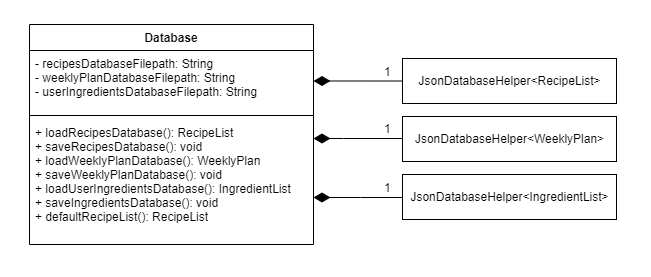 Database
- recipesDatabaseFilepath: String
- weeklyPlanDatabaseFilepath: String
- userIngredientsDatabaseFilepath: String
+ loadRecipesDatabase(): RecipeList
+ saveRecipesDatabase(): void
+ loadWeeklyPlanDatabase(): WeeklyPlan
+ saveWeeklyPlanDatabase(): void
+ loadUserIngredientsDatabase(): IngredientList
+ saveIngredientsDatabase(): void
+ defaultRecipeList(): RecipeList
1
JsonDatabaseHelper<RecipeList>
1
JsonDatabaseHelper<WeeklyPlan>
1
JsonDatabaseHelper<IngredientList>